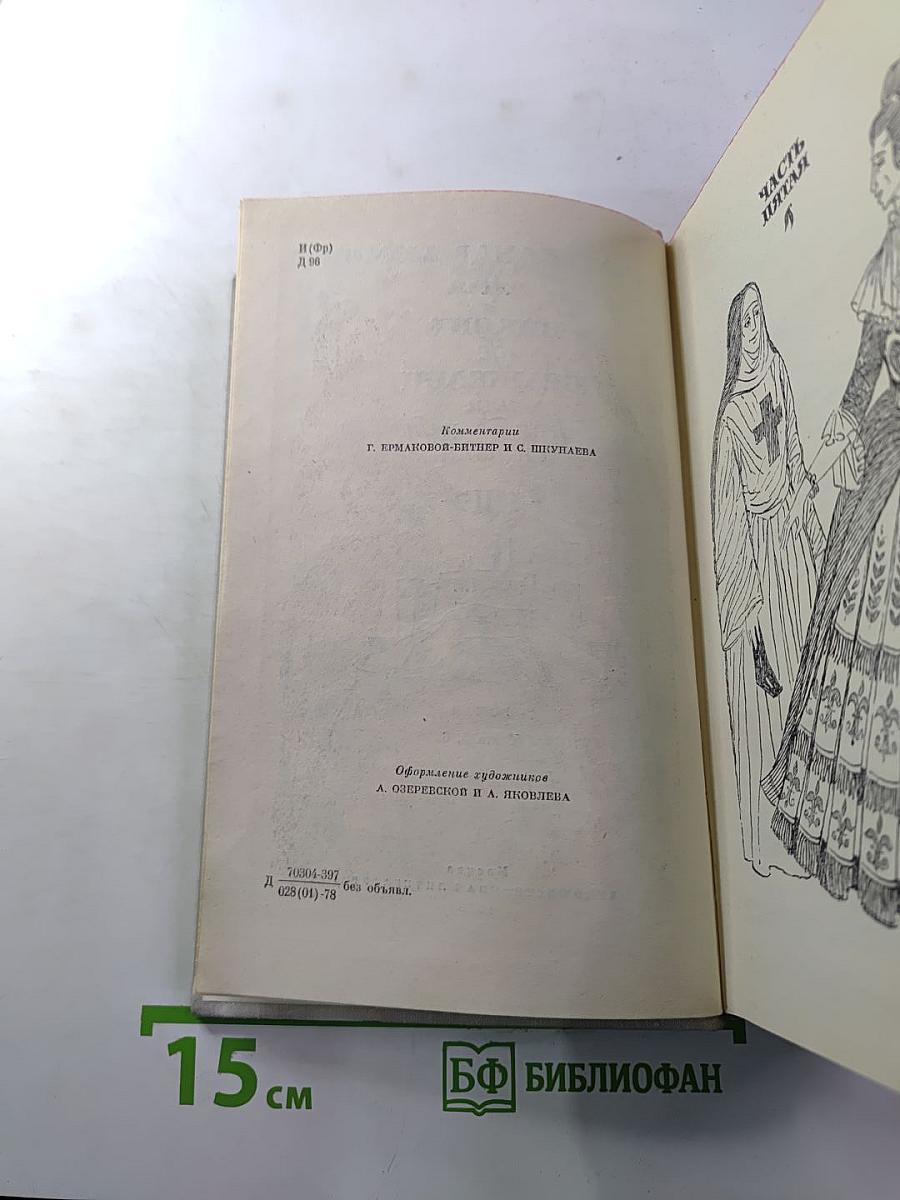 И(Фр)
Д 96
Комментарии
Г. ЕРМАКОВОЙ-БИТНЕР И С. ШКУНАЕВА
Оформление художников
А. ОЗЕРЕВСКОЙ И А. ЯКОВЛЕВА
Д 70304-397
028(01)-78 без объявл.
ЧАСТЬ
ПЯТАЯ
15 см
БФ БИБЛИОФАН